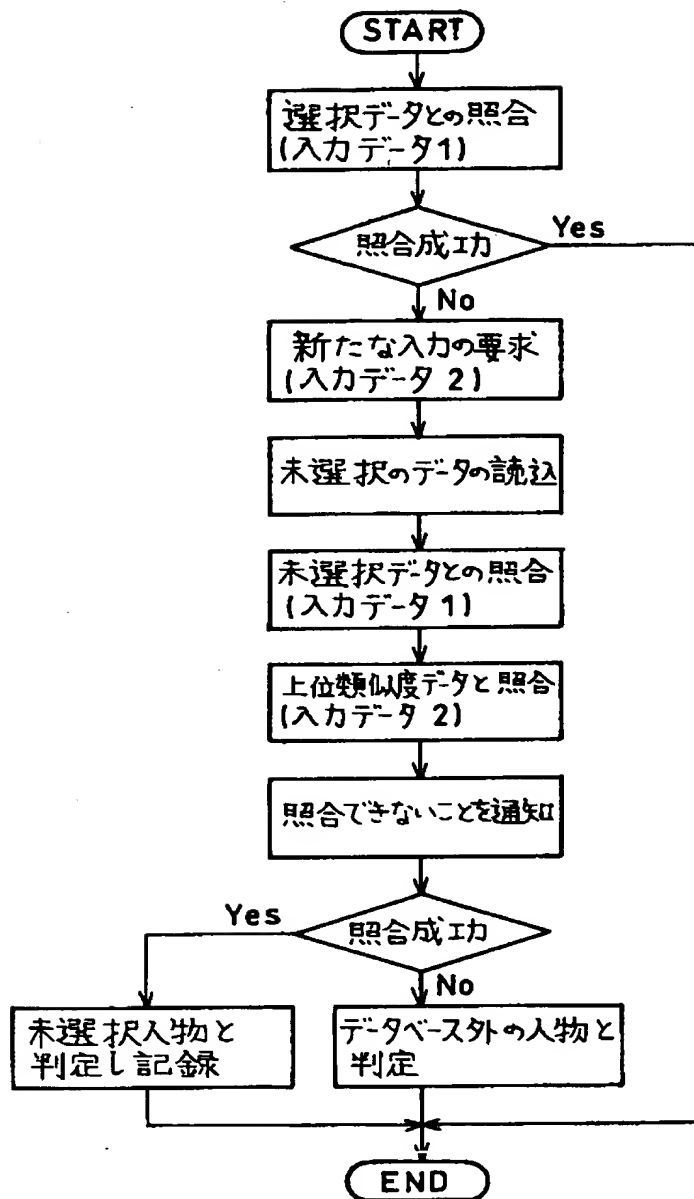 START
選択データとの照合
(入力データ1)
照合成功
Yes
No
新たな入力の要求
(入力データ 2)
未選択のデータの読込
未選択データとの照合
(入力データ 1)
上位類似度データと照合
(入力データ 2)
照合できないことを通知
Yes
照合成功
No
未選択人物と
判定し記録
データベース外の人物と
判定
END